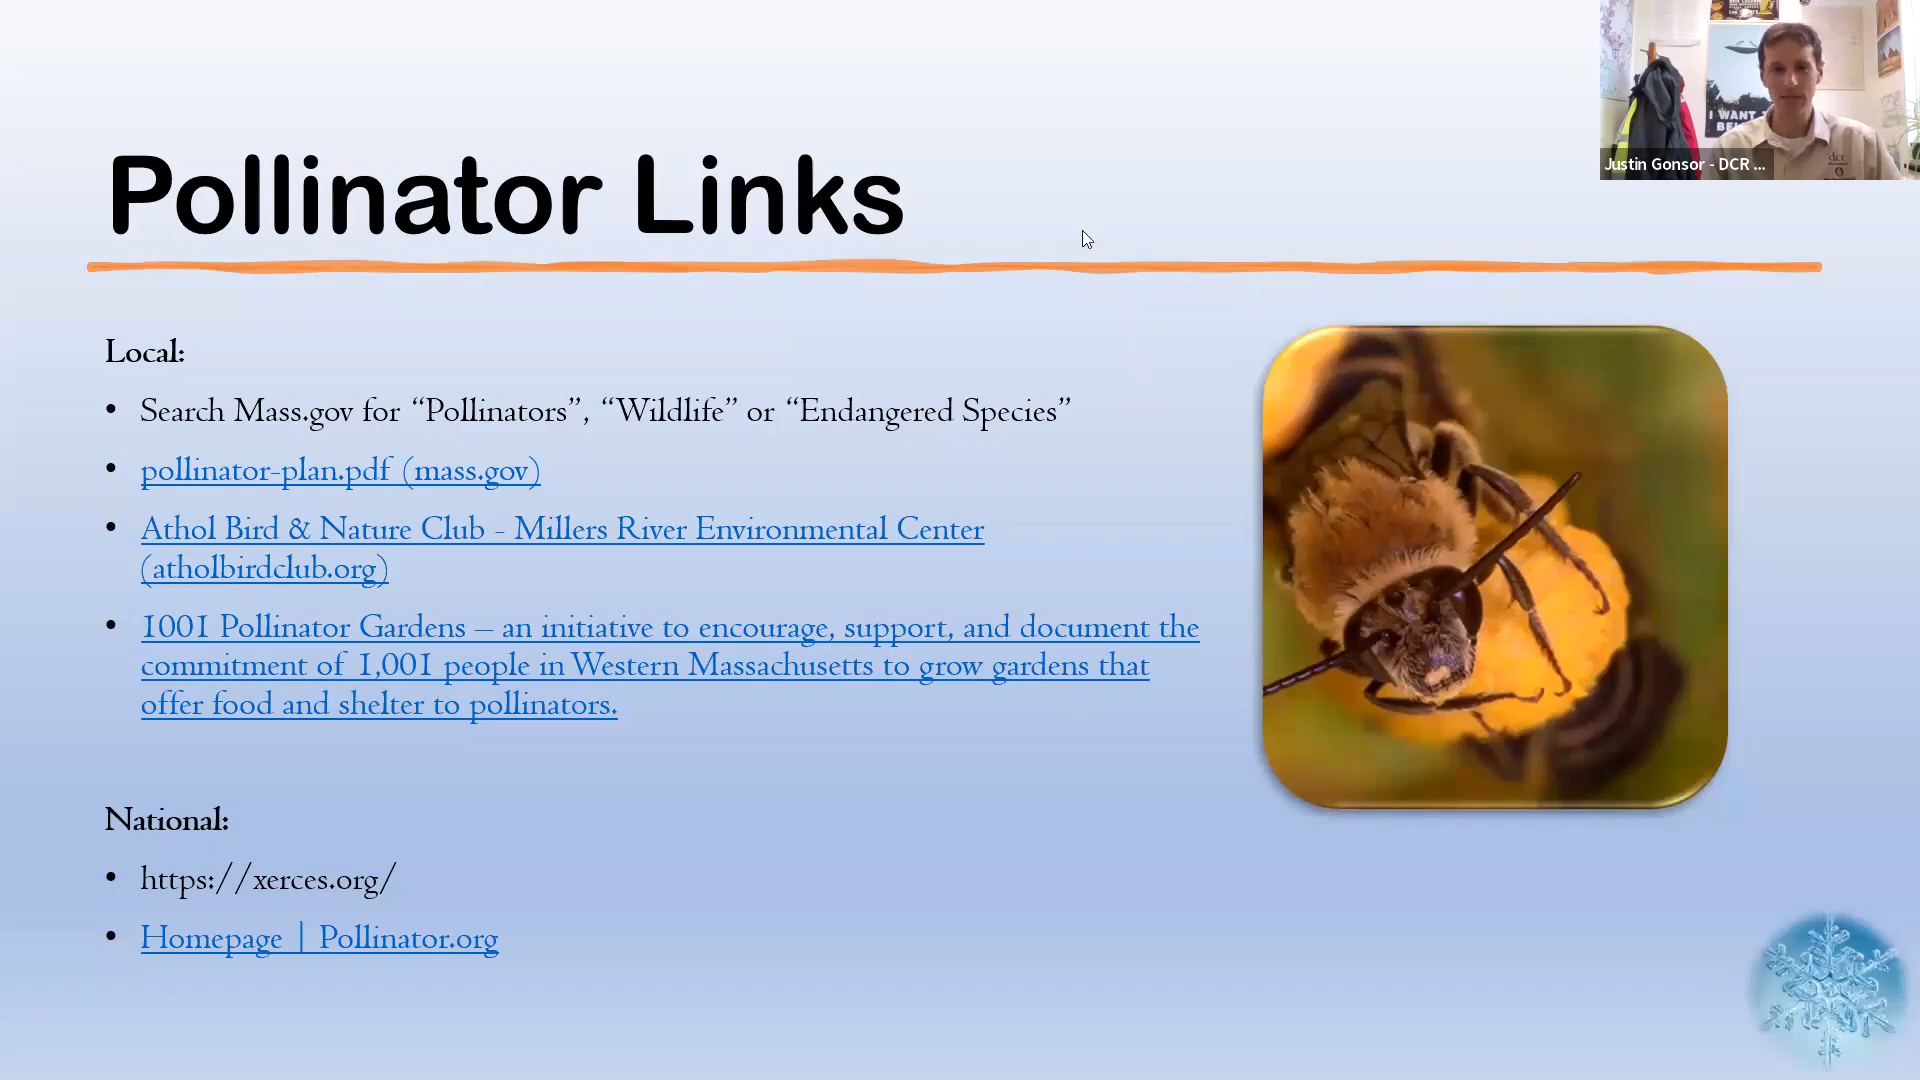 Pollinator Links
Local:
• Search Mass.gov for “Pollinators”, “Wildlife” or “Endangered Species”
• pollinator-plan.pdf (mass.gov)
• Athol Bird & Nature Club - Millers River Environmental Center
(atholbirdclub.org)
• 1001 Pollinator Gardens – an initiative to encourage, support, and document the
commitment of 1,001 people in Western Massachusetts to grow gardens that
offer food and shelter to pollinators.
National:
• https://xerces.org/
• Homepage | Pollinator.org
I WANT
Justin Gonsor - DCR ...
dcr